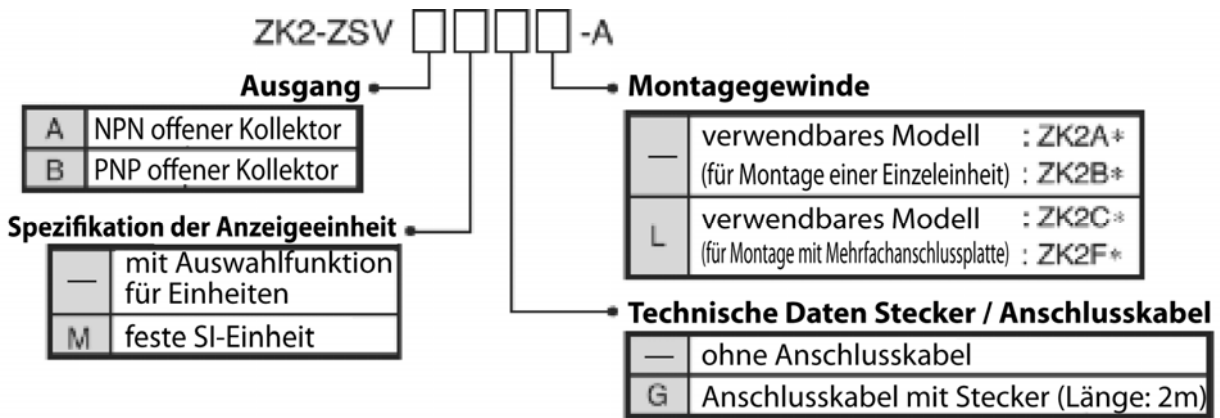 ZK2-ZSV -A
Ausgang
A NPN offener Kollektor
B PNP offener Kollektor
Spezifikation der Anzeigeeinheit
— mit Auswahlfunktion
für Einheiten
M feste SI-Einheit
Montagegewinde
— verwendbares Modell : ZK2A*
(für Montage einer Einzeleinheit) : ZK2B*
L verwendbares Modell : ZK2C*
(für Montage mit Mehrfachanschlussplatte) : ZK2F*
Technische Daten Stecker / Anschlusskabel
— ohne Anschlusskabel
G Anschlusskabel mit Stecker (Länge: 2m)